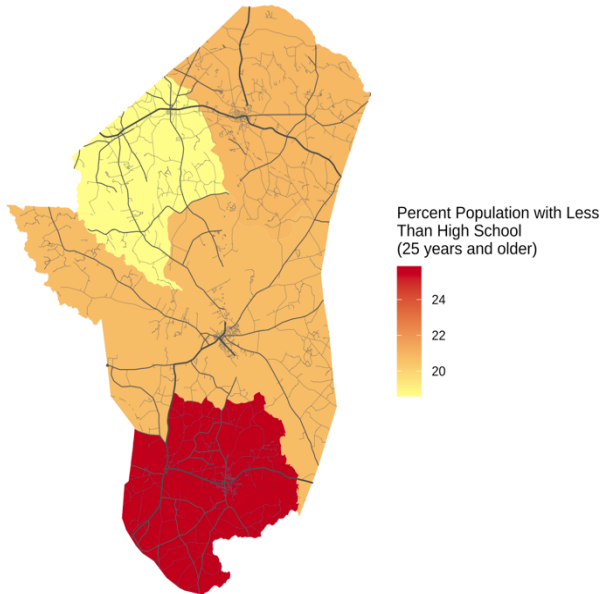 Percent Population with Less
Than High School
(25 years and older)
24
22
20